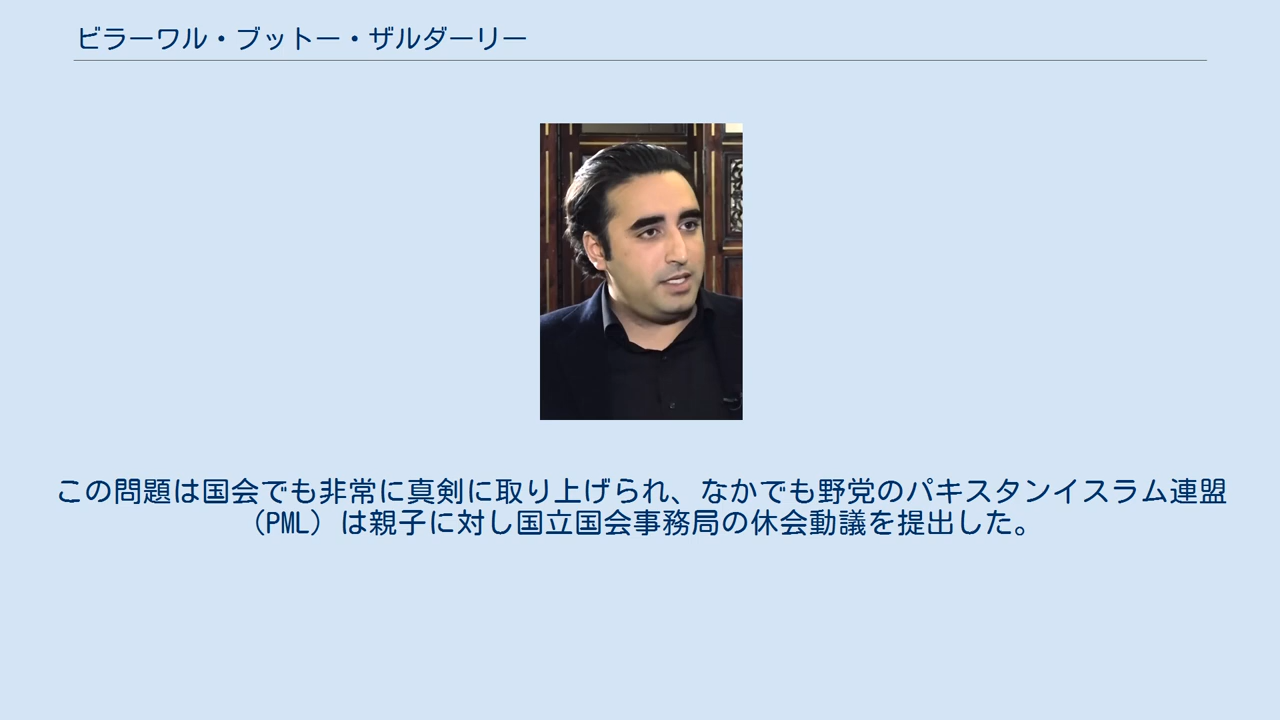 ビラーワル・ブットー・ザルダーリー
この問題は国会でも非常に真剣に取り上げられ、なかでも野党のパキスタンイスラム連盟
（PML）は親子に対し国立国会事務局の休会動議を提出した。